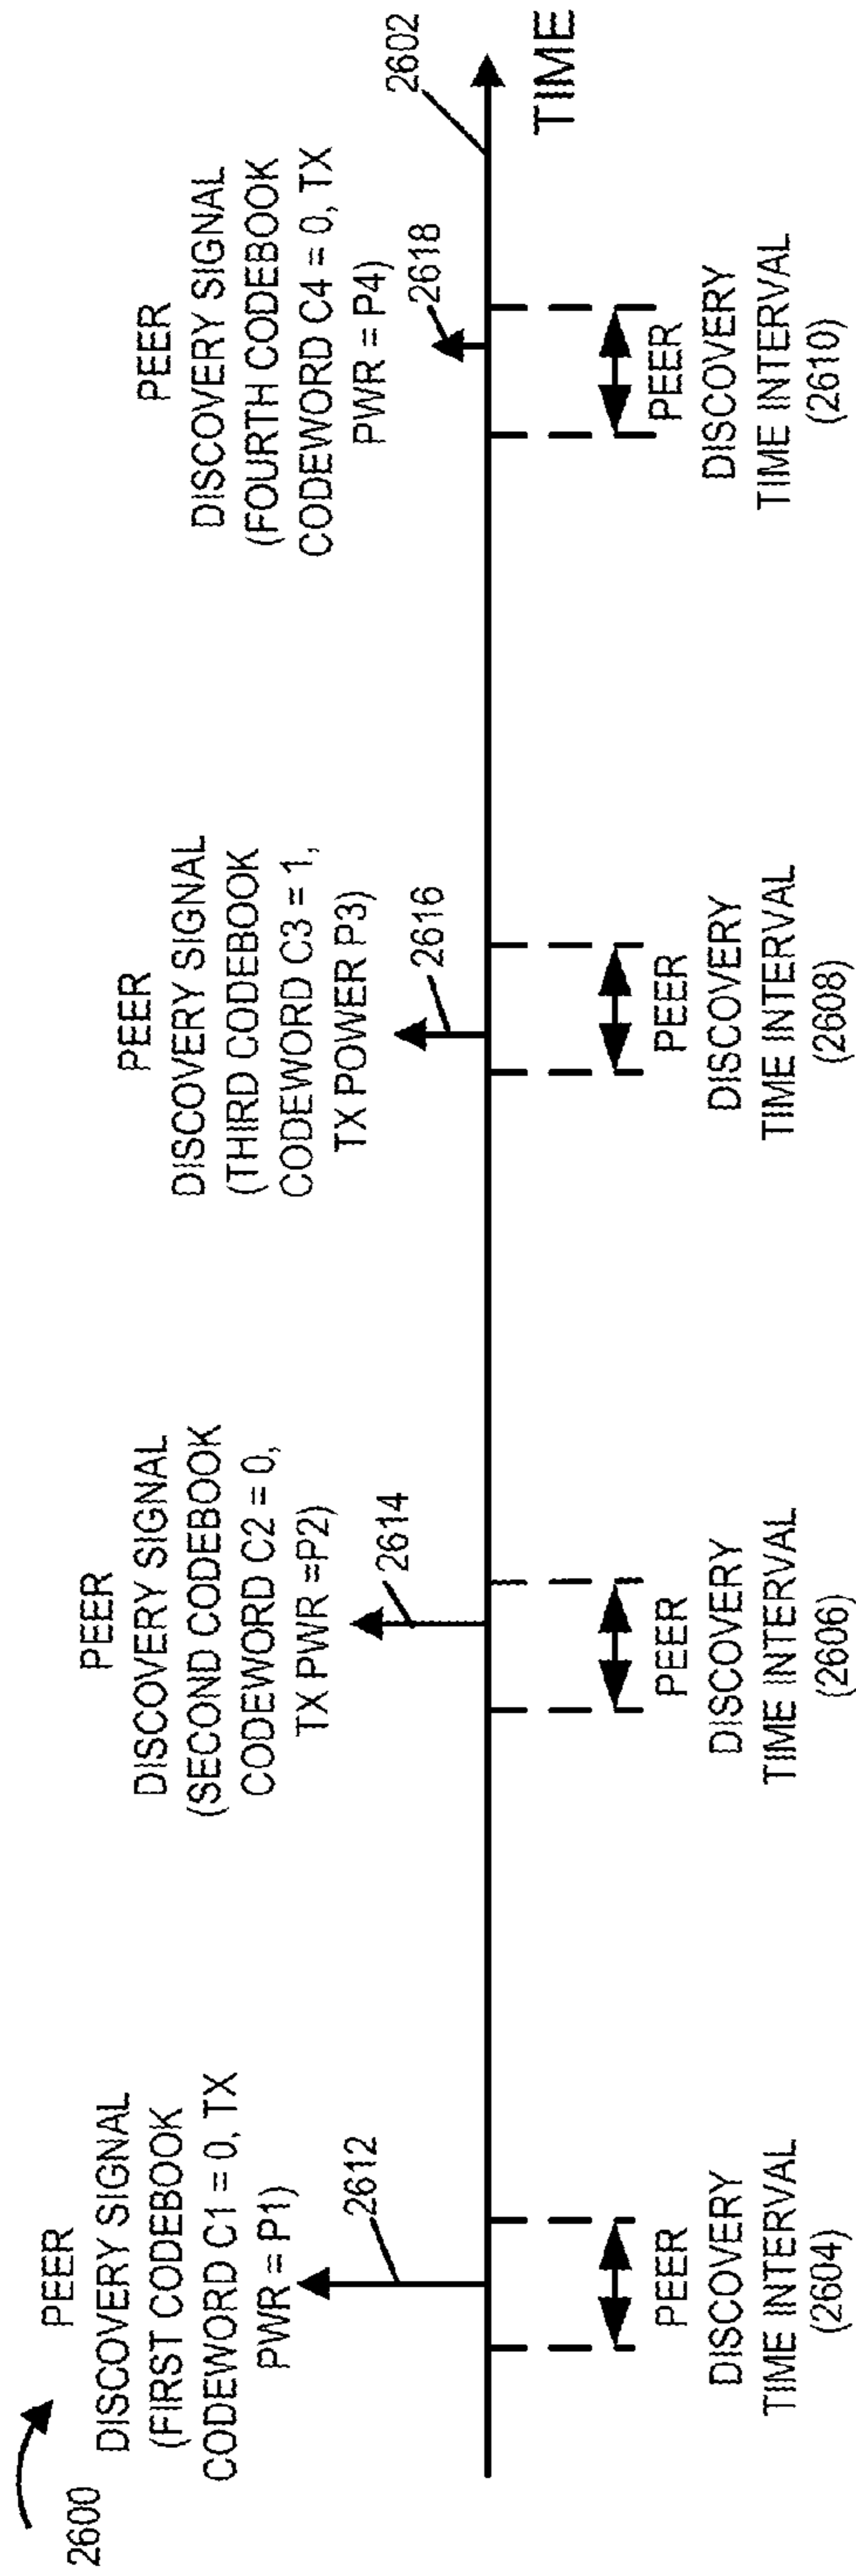 2600
PEER
DISCOVERY SIGNAL
(FIRST CODEBOOK
CODEWORD C1 = 0, TX
PWR = P1)
2612
PEER
DISCOVERY SIGNAL
(SECOND CODEBOOK
CODEWORD C2 = 0,
TX PWR =P2)
2614
PEER
DISCOVERY SIGNAL
(THIRD CODEBOOK
CODEWORD C3 = 1,
TX POWER P3)
2616
PEER
DISCOVERY SIGNAL
(FOURTH CODEBOOK
CODEWORD C4 = 0, TX
PWR = P4)
2618
2602
TIME
PEER
DISCOVERY
TIME INTERVAL
(2604)
PEER
DISCOVERY
TIME INTERVAL
(2606)
PEER
DISCOVERY
TIME INTERVAL
(2608)
PEER
DISCOVERY
TIME INTERVAL
(2610)